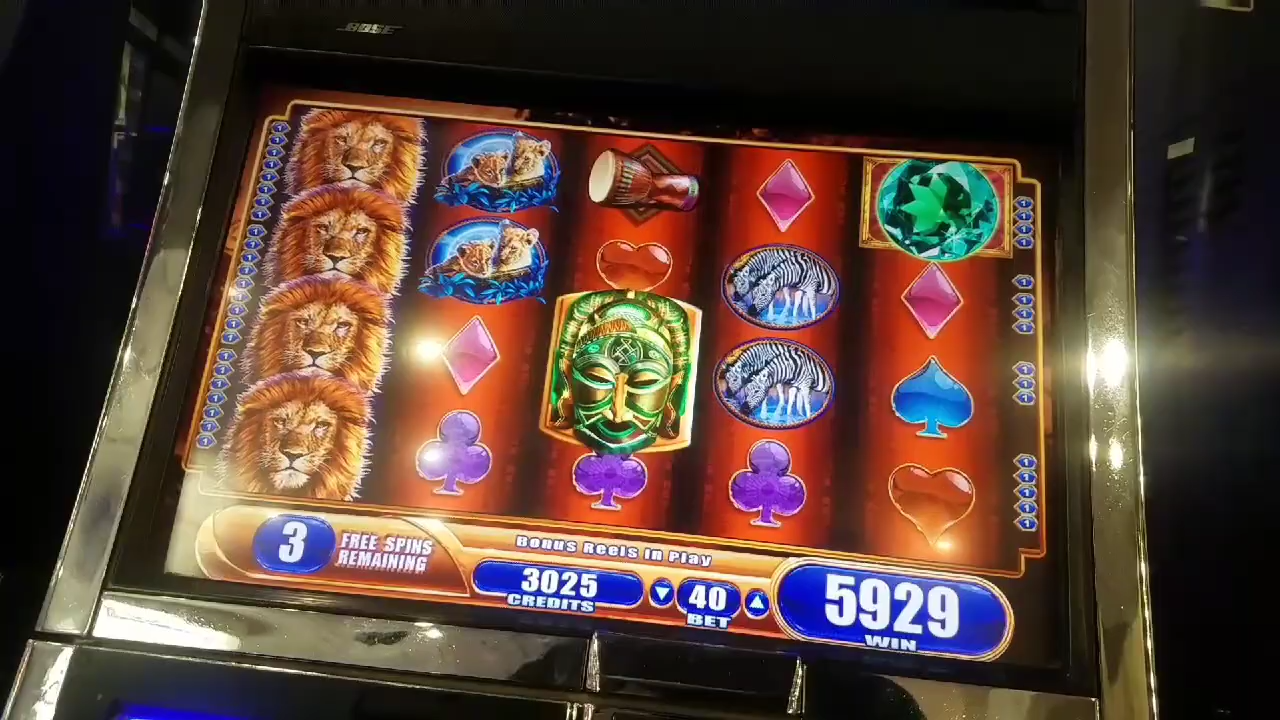 BOSE
3
FREE SPINS
REMAINING
Bonus Reels in Play
3025
CREDITS
40
BET
5929
WIN